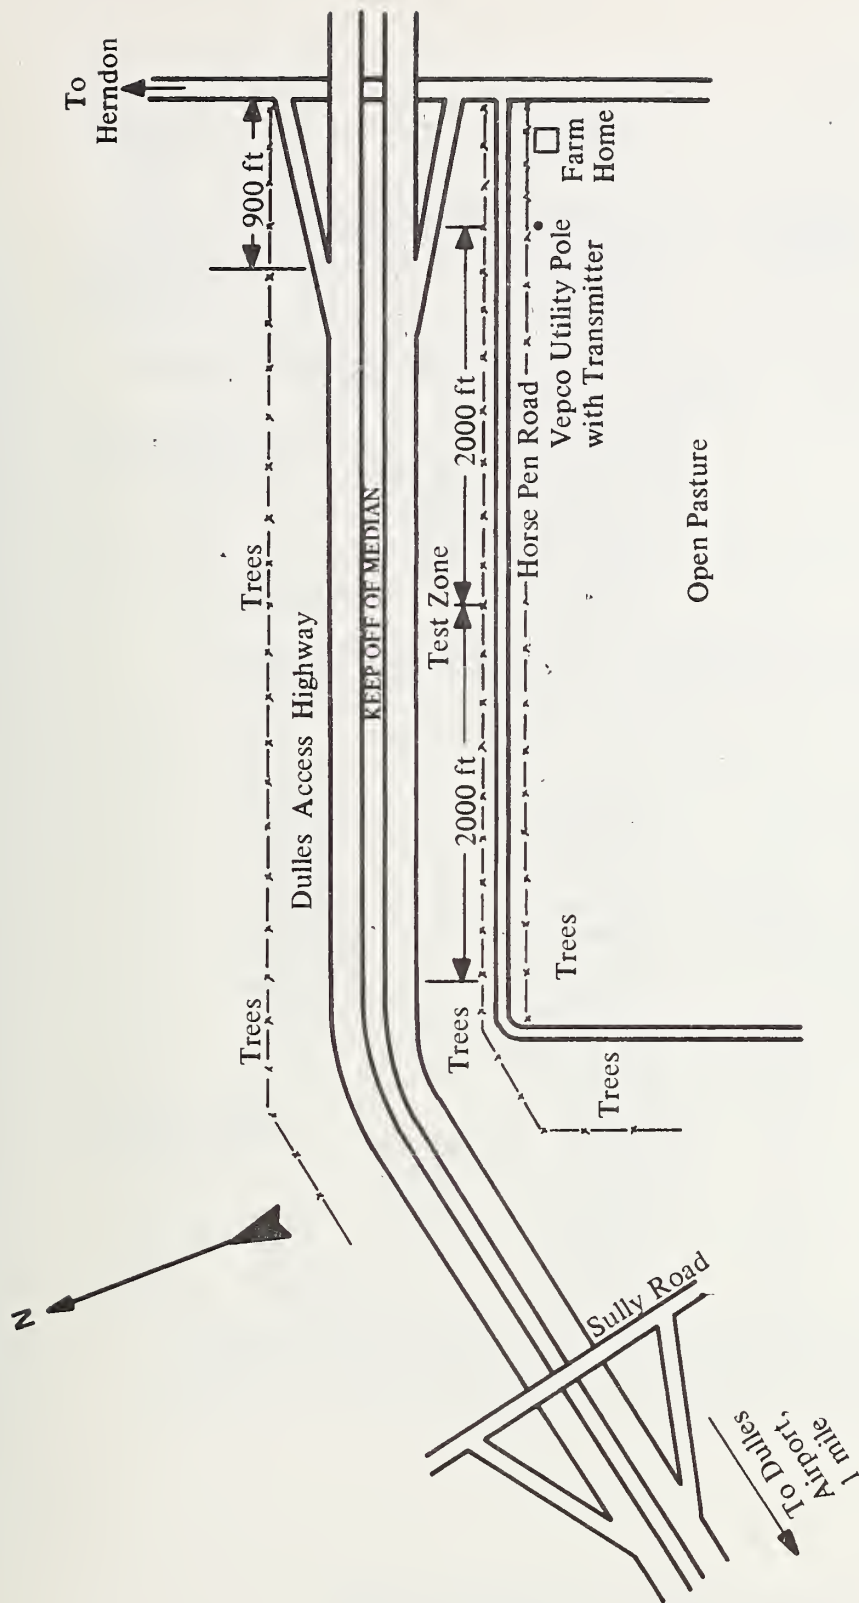 To
Herndon
900 ft
Farm
Home
Vepco Utility Pole
with Transmitter
2000 ft
Horse Pen Road
Trees
KEEP OFF OF MEDIAN
Test Zone
Open Pasture
Dulles Access Highway
2000 ft
Trees
Trees
Trees
Trees
N
Sully Road
To Dulles
Airport,
1 mile